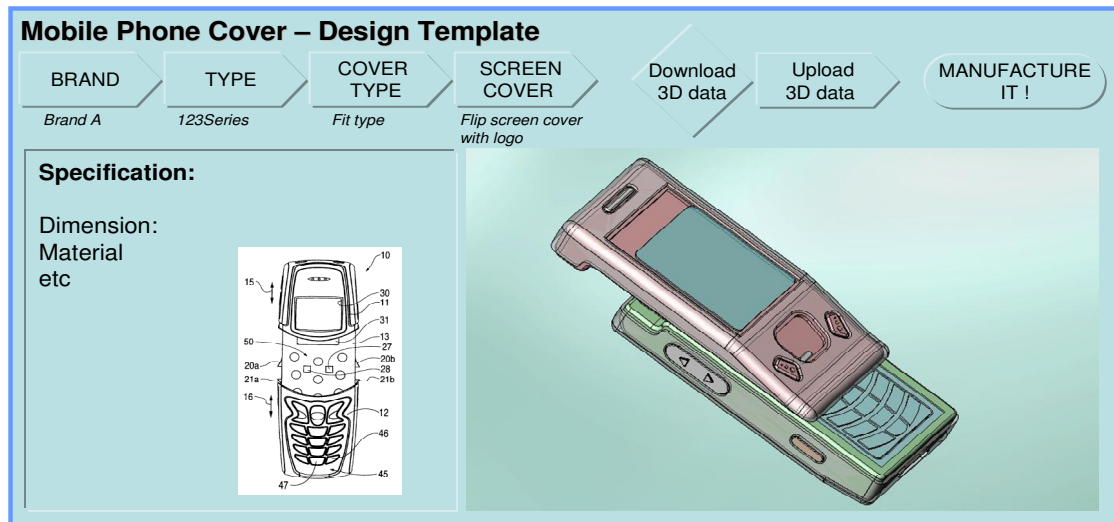 Mobile Phone Cover – Design Template
BRAND
TYPE
COVER
TYPE
SCREEN
COVER
Download
3D data
Upload
3D data
MANUFACTURE
IT !
Brand A
123Series
Fit type
Flip screen cover
with logo
Specification:
Dimension:
Material
etc
10
15
30
11
31
13
50
27
20a
20b
28
21a
21b
16
12
46
47
45